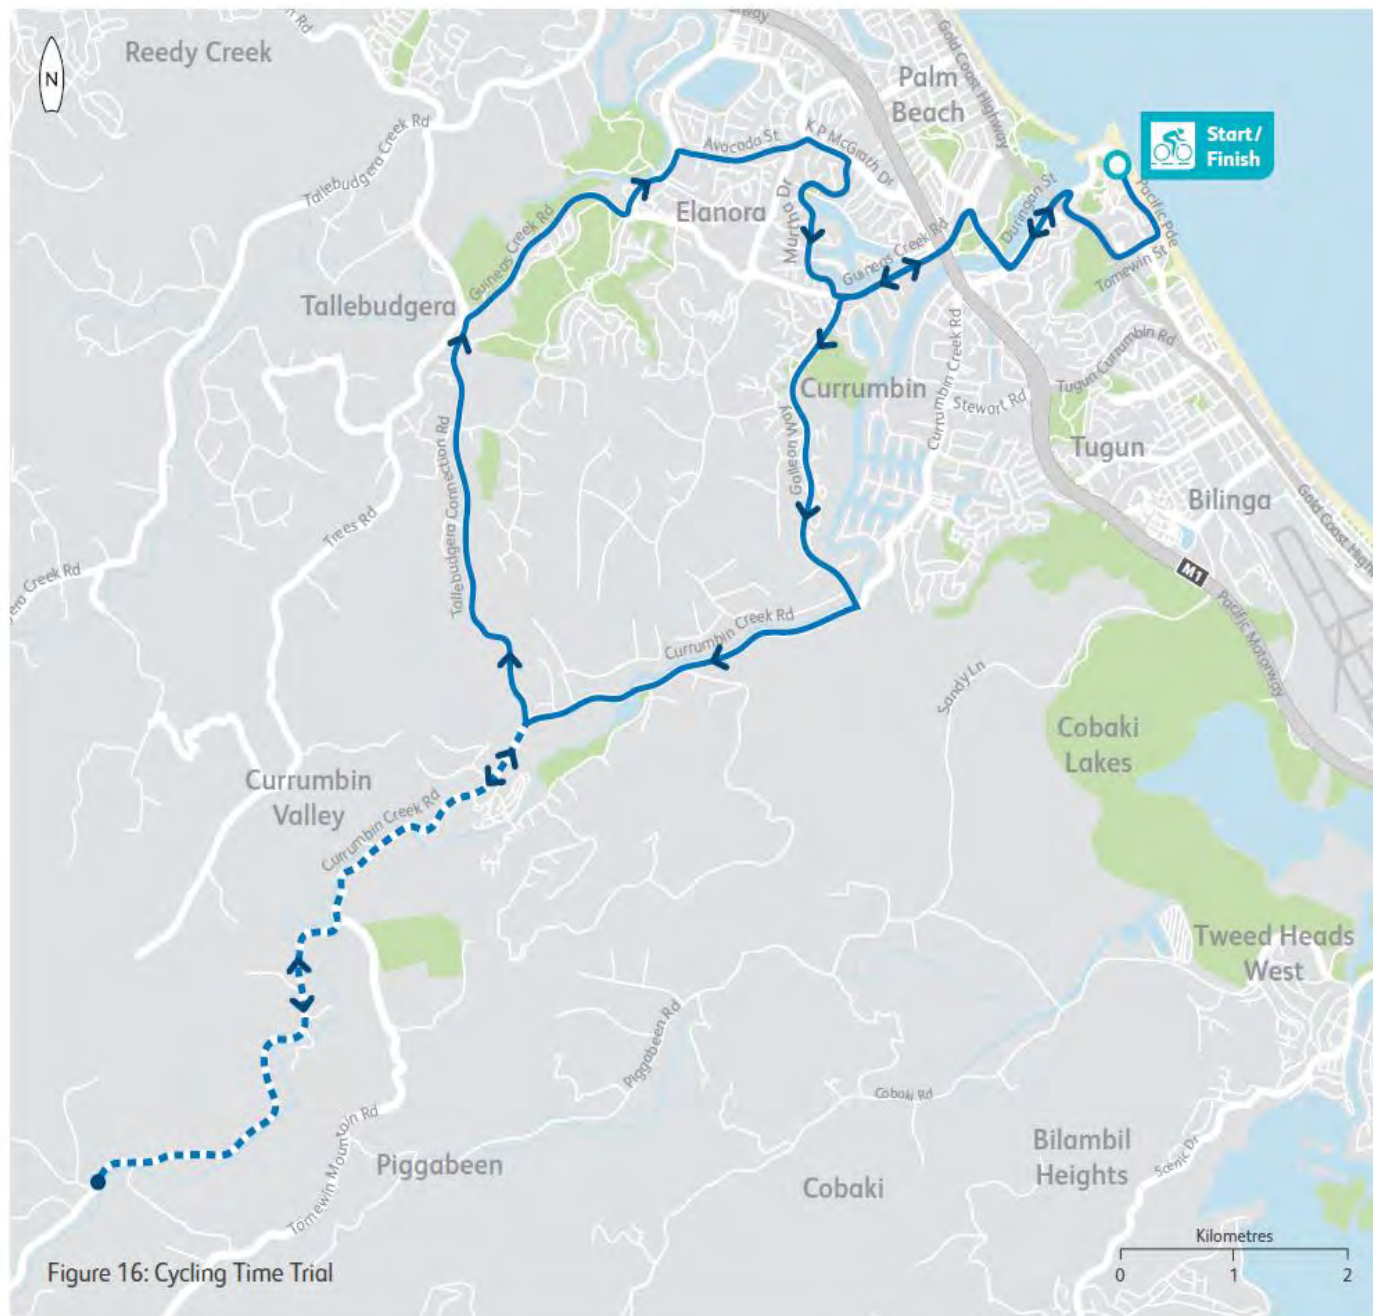 Reedy Creek
N
Palm
Beach
Gold Coast Highway
Start/
Finish
Tallebudgera Creek Rd
Avocado St
K P McGrath Dr
Elanora
Murtha Dr
Duringan St
Pacific Pde
Guineas Creek Rd
Guineas Creek Rd
Tomewin St
Tallebudgera
Currumbin
Currumbin Creek Rd
Tugun Currumbin Rd
Stewart Rd
Galleon Way
Tallebudgera Connection Rd
Tugun
Bilinga
Gold Coast High
Trees Rd
M1
Pacific Motorway
era Creek Rd
Currumbin Creek Rd
Sandy Ln
Cobaki
Lakes
Currumbin
Valley
Currumbin Creek Rd
Tweed Heads
West
Piggabeen Rd
Cobaki Rd
Tomewin Mountain Rd
Piggabeen
Bilambil
Heights
Scenic Dr
Cobaki
Kilometres
0 1 2
Figure 16: Cycling Time Trial